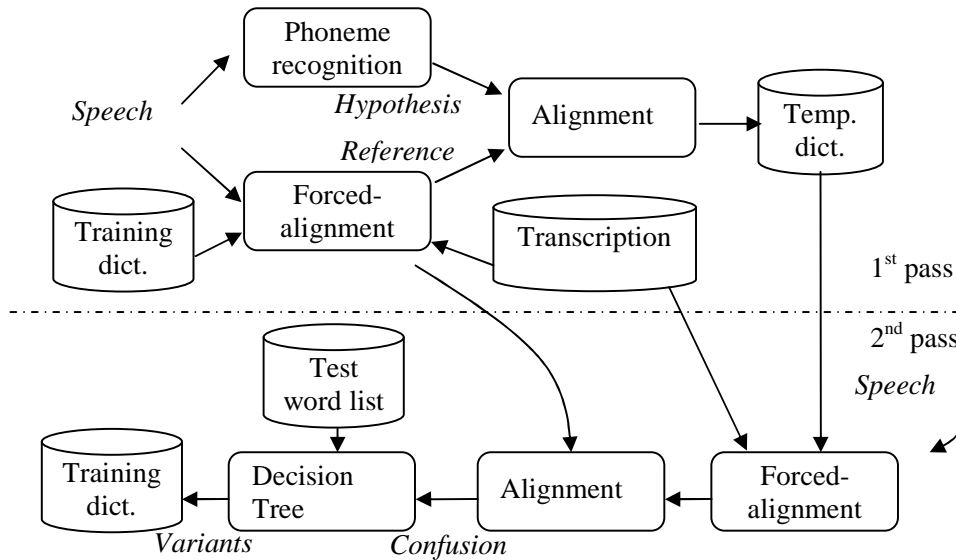 Phoneme
recognition
Speech
Hypothesis
Alignment
Temp.
dict.
Reference
Forced-
alignment
Training
dict.
Transcription
1st pass
2nd pass
Test
word list
Speech
Training
dict.
Decision
Tree
Alignment
Forced-
alignment
Variants
Confusion